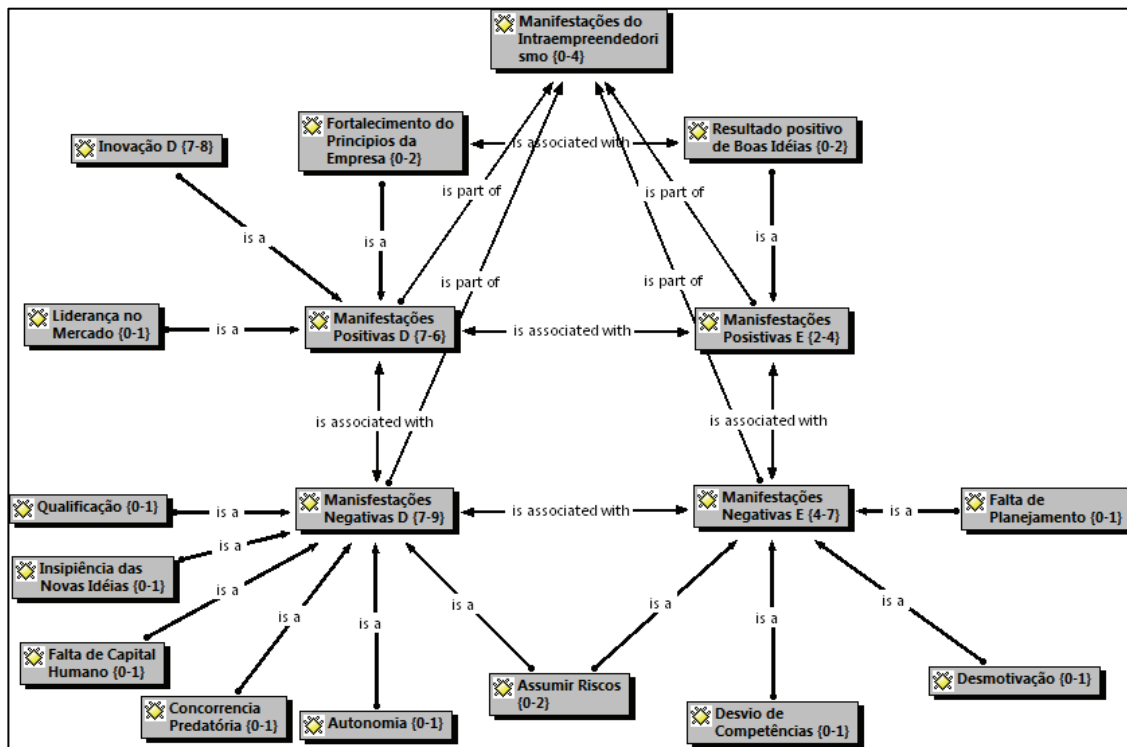 Manifestações do
Intraempreendedori
smo {0-4}
Inovação D {7-8}
Fortalecimento do
Principios da
Empresa {0-2}
is associated with
Resultado positivo
de Boas Idéias {0-2}
is part of
is part of
is a
is a
is a
is part of
is part of
Liderança no
Mercado {0-1}
is a
Manifestações
Positivas D {7-6}
is associated with
Manisfestações
Posistivas E {2-4}
is associated with
is associated with
Qualificação {0-1}
is a
Manisfestações
Negativas D {7-9}
is associated with
Manifestações
Negativas E {4-7}
is a
Falta de
Planejamento {0-1}
is a
Insipiência das
Novas Idéias {0-1}
is a
is a
is a
is a
is a
is a
is a
Falta de Capital
Humano {0-1}
Concorrencia
Predatória {0-1}
Autonomia {0-1}
Assumir Riscos
{0-2}
Desvio de
Competências {0-1}
Desmotivação {0-1}